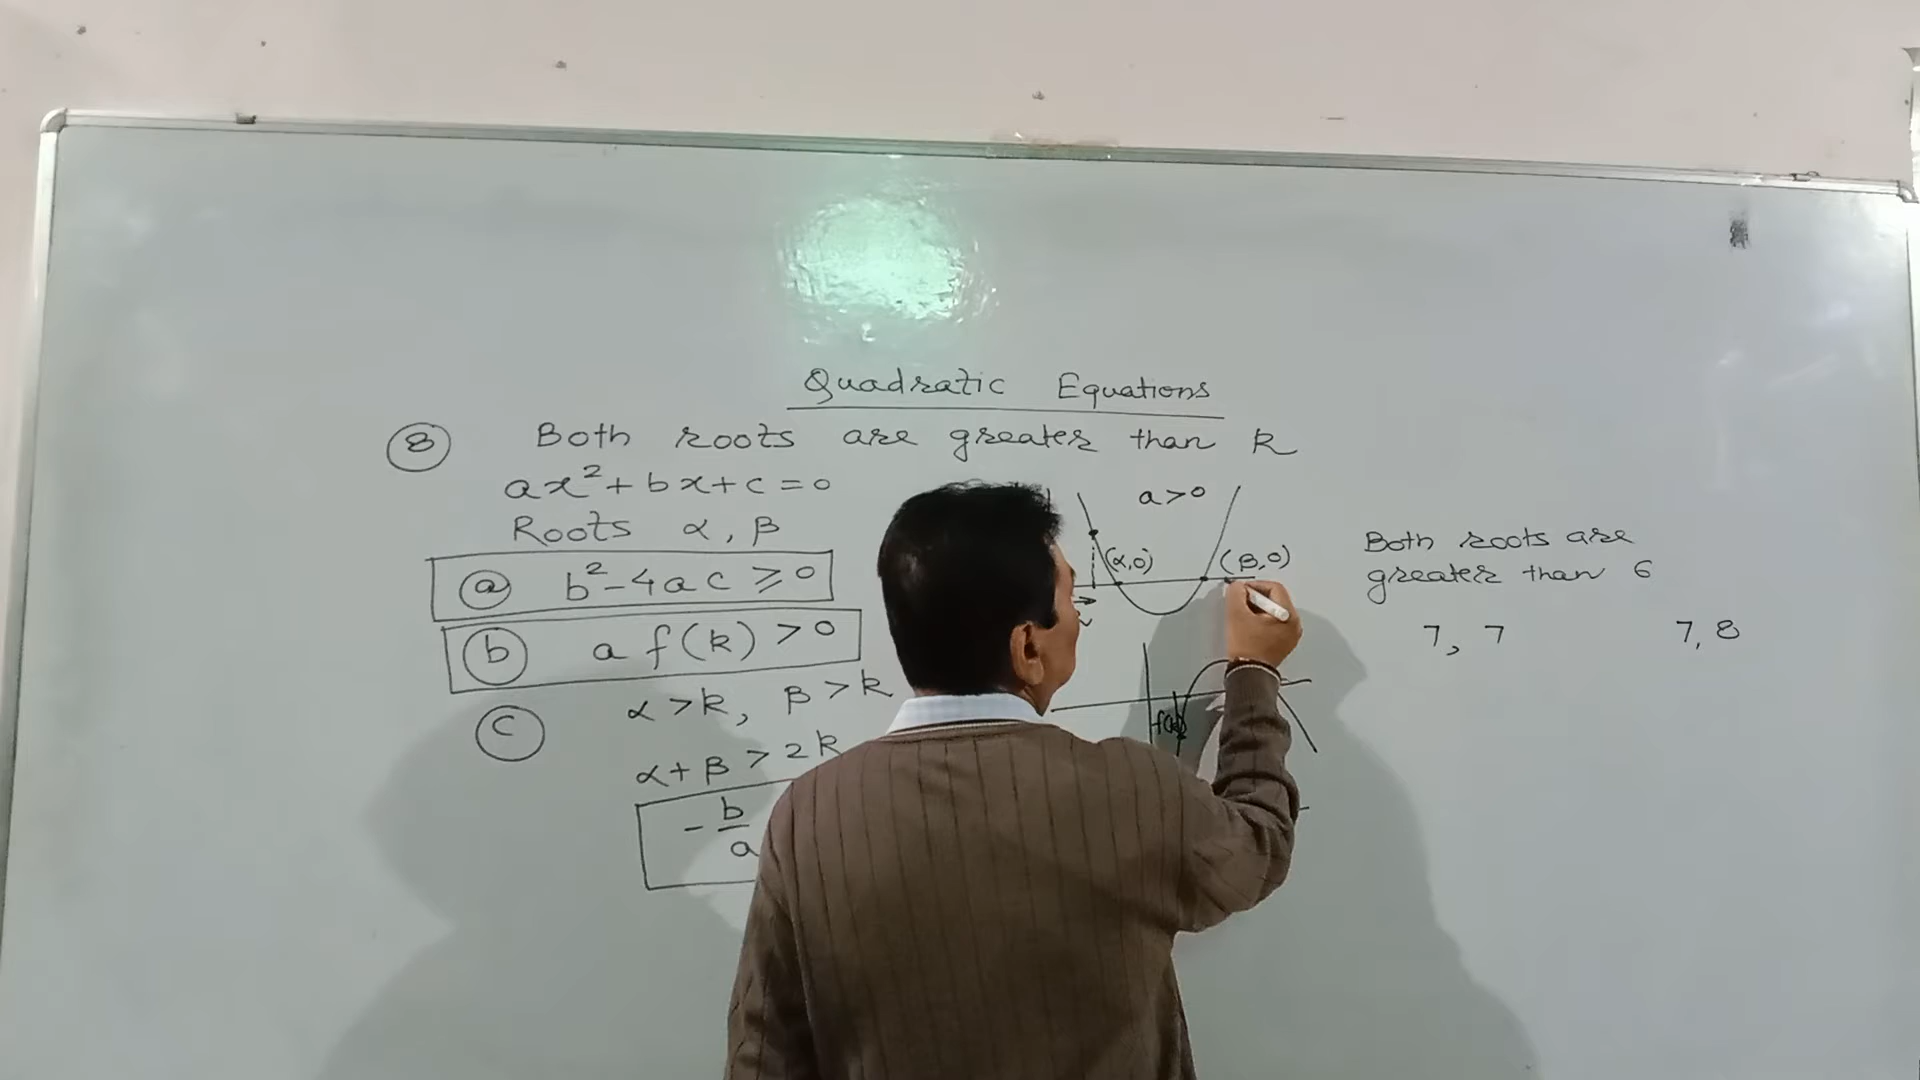 Quadratic Equations
8 Both roots are greater than k
ax²+bx+c=0
Roots α, β
a b²-4ac ≥ 0
b a f(k) > 0
c α>k, β>k
α+β > 2k
-b/a
a>0
(α,0) (β,0)
Both roots are
greater than 6
7, 7 7, 8